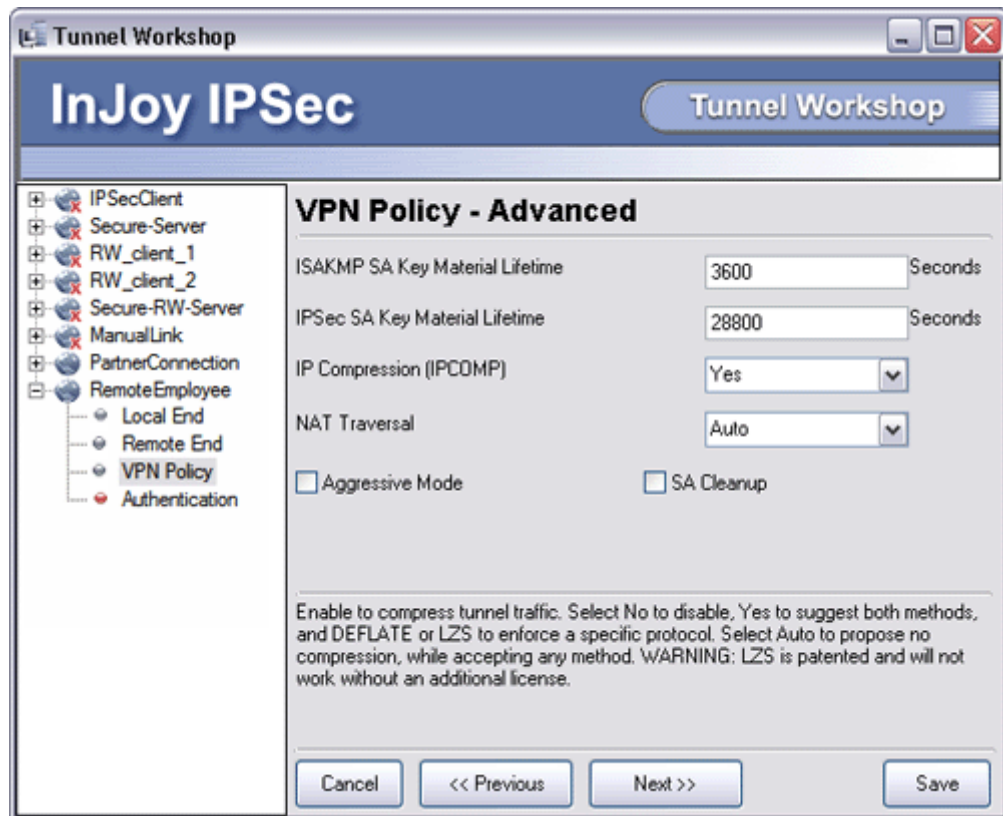 Tunnel Workshop
InJoy IPSec
Tunnel Workshop
IPSecClient
Secure-Server
RW_client_1
RW_client_2
Secure-RW-Server
ManualLink
PartnerConnection
RemoteEmployee
Local End
Remote End
VPN Policy
Authentication
VPN Policy - Advanced
ISAKMP SA Key Material Lifetime 3600 Seconds
IPSec SA Key Material Lifetime 28800 Seconds
IP Compression (IPCOMP) Yes
NAT Traversal Auto
Aggressive Mode SA Cleanup
Enable to compress tunnel traffic. Select No to disable, Yes to suggest both methods,
and DEFLATE or LZS to enforce a specific protocol. Select Auto to propose no
compression, while accepting any method. WARNING: LZS is patented and will not
work without an additional license.
Cancel << Previous Next >> Save